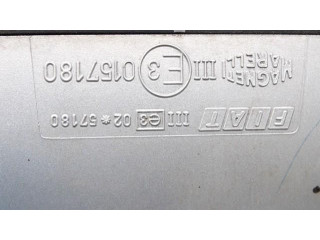 FIAT III e3 02*57180
MAGNETI
MARELLI III E3 0157180